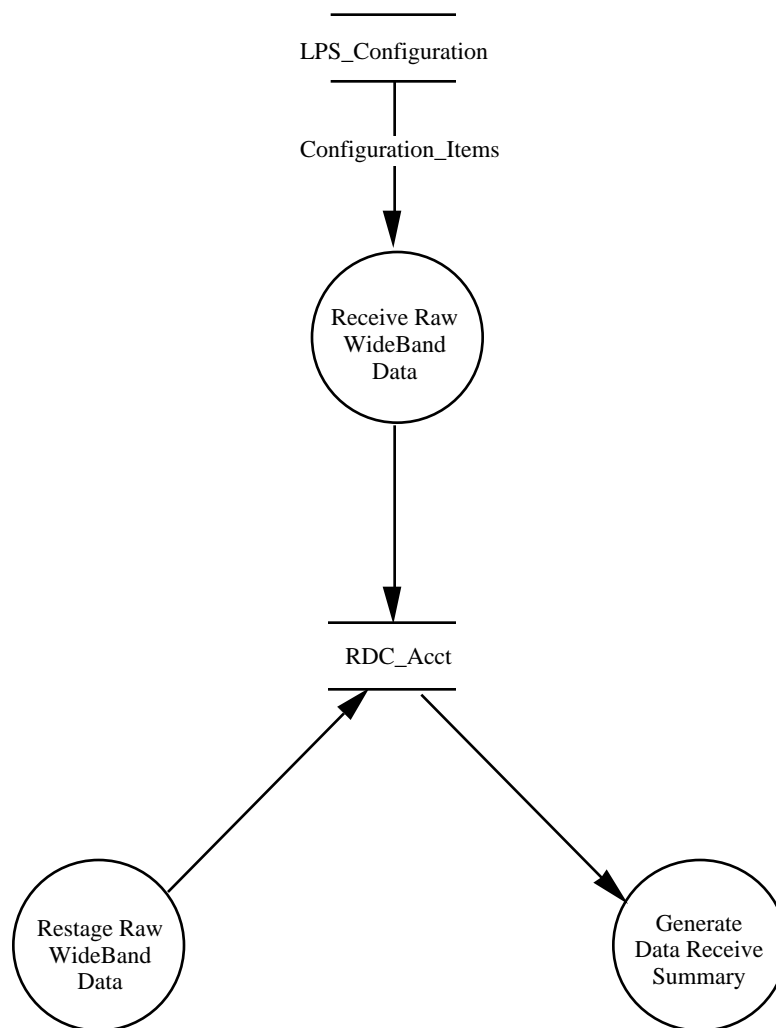 LPS_Configuration
Configuration_Items
Receive Raw
WideBand
Data
RDC_Acct
Restage Raw
WideBand
Data
Generate
Data Receive
Summary